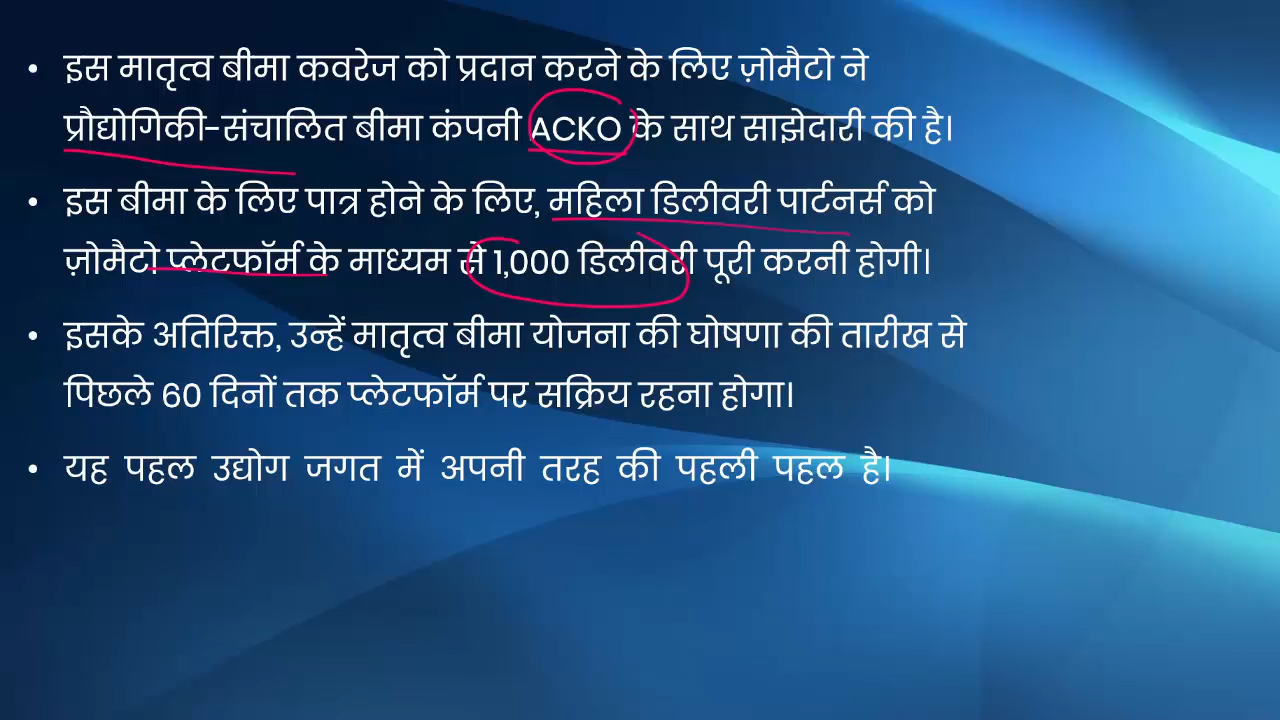 • इस मातृत्व बीमा कवरेज को प्रदान करने के लिए ज़ोमैटो ने
प्रौद्योगिकी-संचालित बीमा कंपनी ACKO के साथ साझेदारी की है।
• इस बीमा के लिए पात्र होने के लिए, महिला डिलीवरी पार्टनर्स को
ज़ोमैटो प्लेटफॉर्म के माध्यम से 1,000 डिलीवरी पूरी करनी होगी।
• इसके अतिरिक्त, उन्हें मातृत्व बीमा योजना की घोषणा की तारीख से
पिछले 60 दिनों तक प्लेटफॉर्म पर सक्रिय रहना होगा।
• यह पहल उद्योग जगत में अपनी तरह की पहली पहल है।